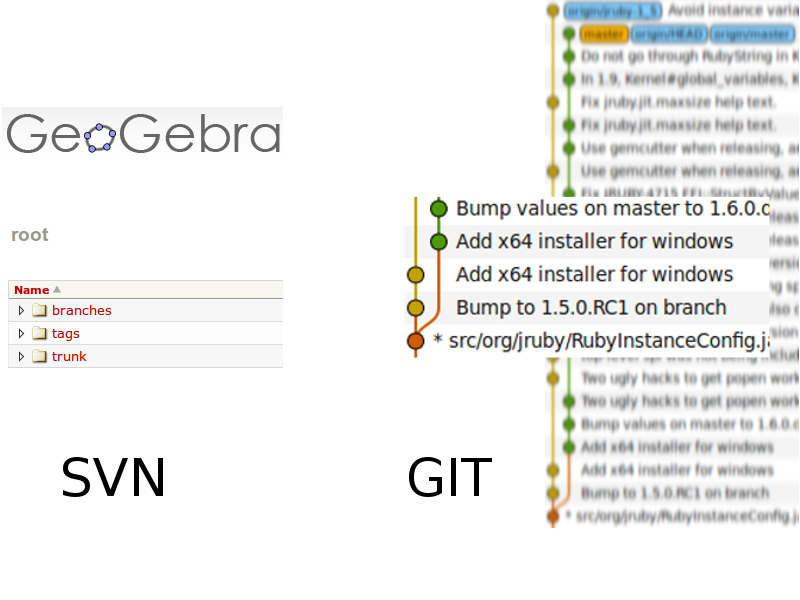 GeoGebra
root
Name
branches
tags
trunk
SVN
origin/jruby-1_5 Avoid instance varia
master origin/HEAD origin/master
Do not go through RubyString in K
In 1.9, Kernel#global_variables, K
Fix jruby.jit.maxsize help text.
Fix jruby.jit.maxsize help text.
Use gemcutter when releasing, a
Use gemcutter when releasing, a
Bump values on master to 1.6.0.d
Add x64 installer for windows
Add x64 installer for windows
Bump to 1.5.0.RC1 on branch
* src/org/jruby/RubyInstanceConfig.ja
Two ugly hacks to get popen work
Two ugly hacks to get popen work
Bump values on master to 1.6.0.d
Add x64 installer for windows
Add x64 installer for windows
Bump to 1.5.0.RC1 on branch
* src/org/jruby/RubyInstanceConfig.ja
GIT